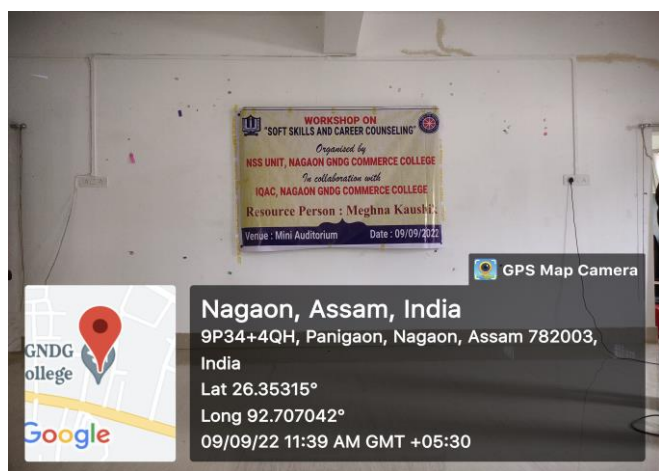 WORKSHOP ON
"SOFT SKILLS AND CAREER COUNSELING"
Organised by
NSS UNIT, NAGAON GNDG COMMERCE COLLEGE
In collaboration with
IQAC, NAGAON GNDG COMMERCE COLLEGE
Resource Person : Meghna Kaushik
Venue : Mini Auditorium Date : 09/09/2022
GPS Map Camera
GNDG
ollege
Google
Nagaon, Assam, India
9P34+4QH, Panigaon, Nagaon, Assam 782003,
India
Lat 26.35315°
Long 92.707042°
09/09/22 11:39 AM GMT +05:30